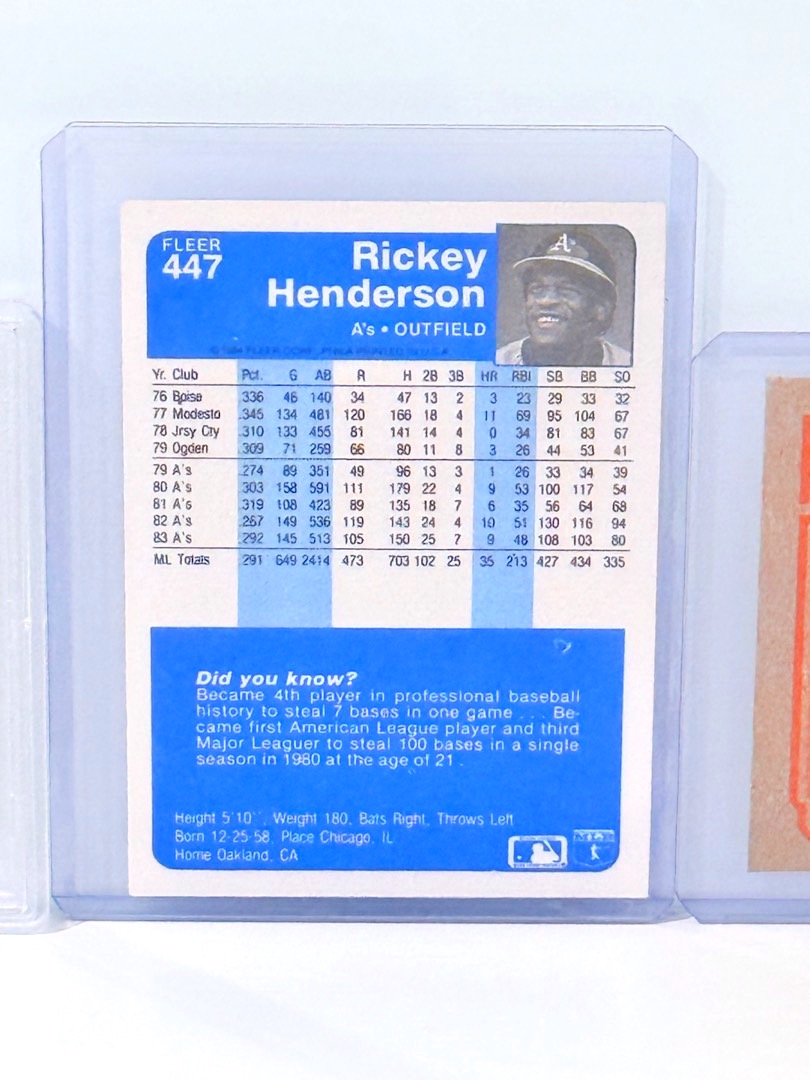 FLEER
447
Rickey
Henderson
A's • OUTFIELD
© 1984 FLEER CORP., PHILA PRINTED IN U.S.A.
Yr. Club Pct. G AB R H 2B 3B HR RBI SB BB SO
76 Boise .336 46 140 34 47 13 2 3 23 29 33 32
77 Modesto .345 134 481 120 166 18 4 11 69 95 104 67
78 Jrsy Cty .310 133 455 81 141 14 4 0 34 81 83 67
79 Ogden .309 71 259 66 80 11 8 3 26 44 53 41
79 A's .274 89 351 49 96 13 3 1 26 33 34 39
80 A's .303 158 591 111 179 22 4 9 53 100 117 54
81 A's .319 108 423 89 135 18 7 6 35 56 64 68
82 A's .267 149 536 119 143 24 4 10 51 130 116 94
83 A's .292 145 513 105 150 25 7 9 48 108 103 80
ML Totals .291 649 2414 473 703 102 25 35 213 427 434 335
Did you know?
Became 4th player in professional baseball
history to steal 7 bases in one game . . . Be-
came first American League player and third
Major Leaguer to steal 100 bases in a single
season in 1980 at the age of 21.
Height 5'10'', Weight 180, Bats Right, Throws Left
Born 12-25-58, Place Chicago, IL
Home Oakland, CA